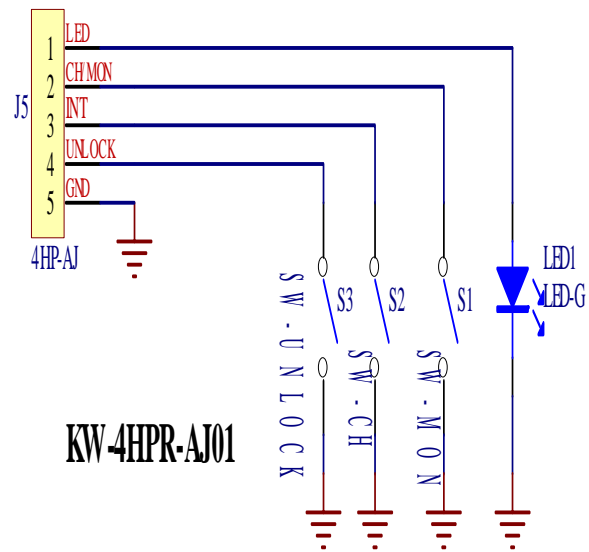 LED
1
CH/MON
2
J5
INT
3
UNLOCK
4
GND
5
4HP-AJ
LED1
LED-G
S3
S2
S1
SW-UNLOCK
SW-CH
SW-MON
KW-4HPR-AJ01